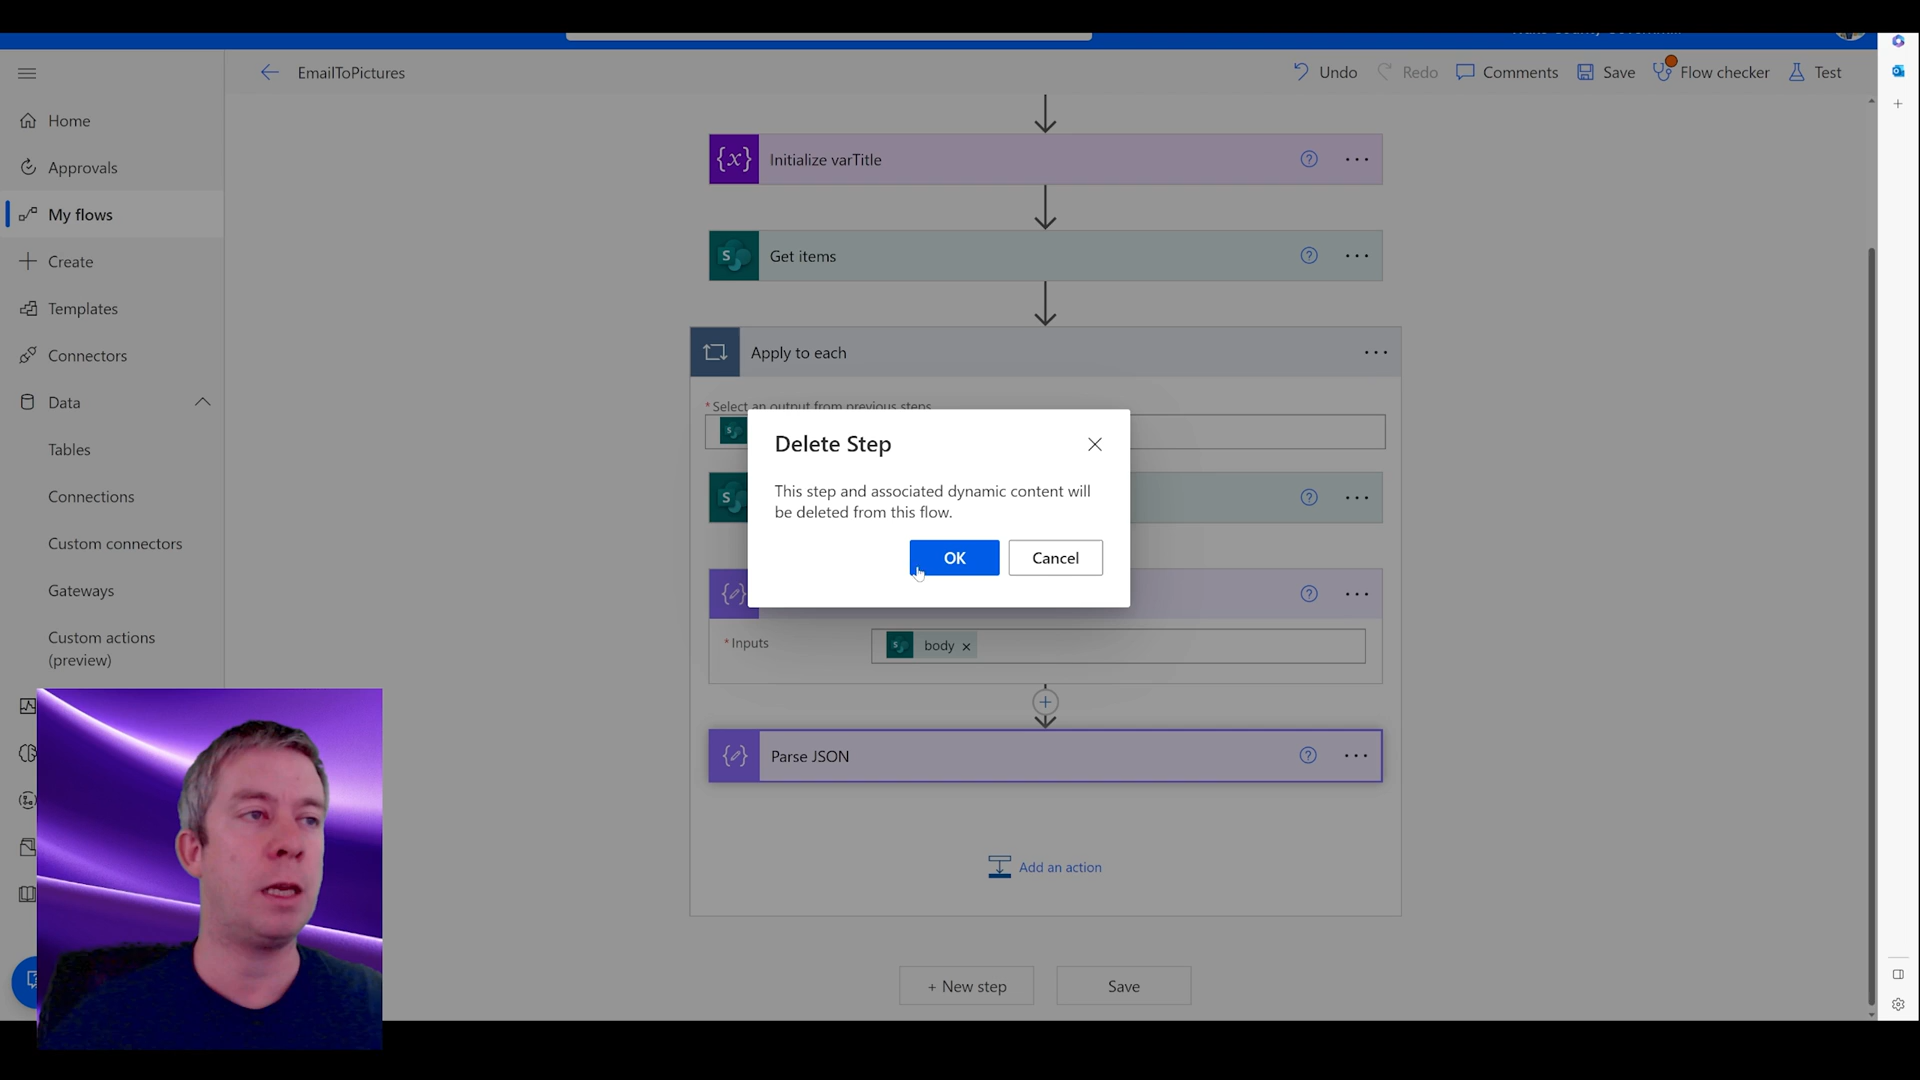 EmailToPictures
Undo
Redo
Comments
Save
Flow checker
Test
Home
Approvals
My flows
Create
Templates
Connectors
Data
Tables
Connections
Custom connectors
Gateways
Custom actions
(preview)
{x}
Initialize varTitle
S
Get items
Apply to each
* Select an output from previous steps
Delete Step
This step and associated dynamic content will
be deleted from this flow.
OK
Cancel
* Inputs
body
Parse JSON
Add an action
+ New step
Save